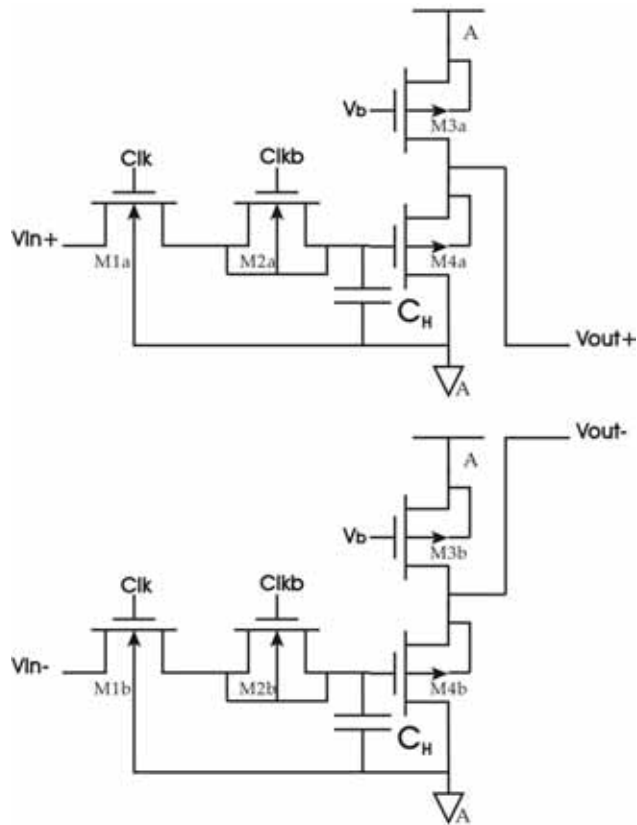 A
Vb
M3a
Clk
Clkb
VIn+
M1a
M2a
M4a
CH
Vout+
A
Vout-
A
Vb
M3b
Clk
Clkb
VIn-
M1b
M2b
M4b
CH
A